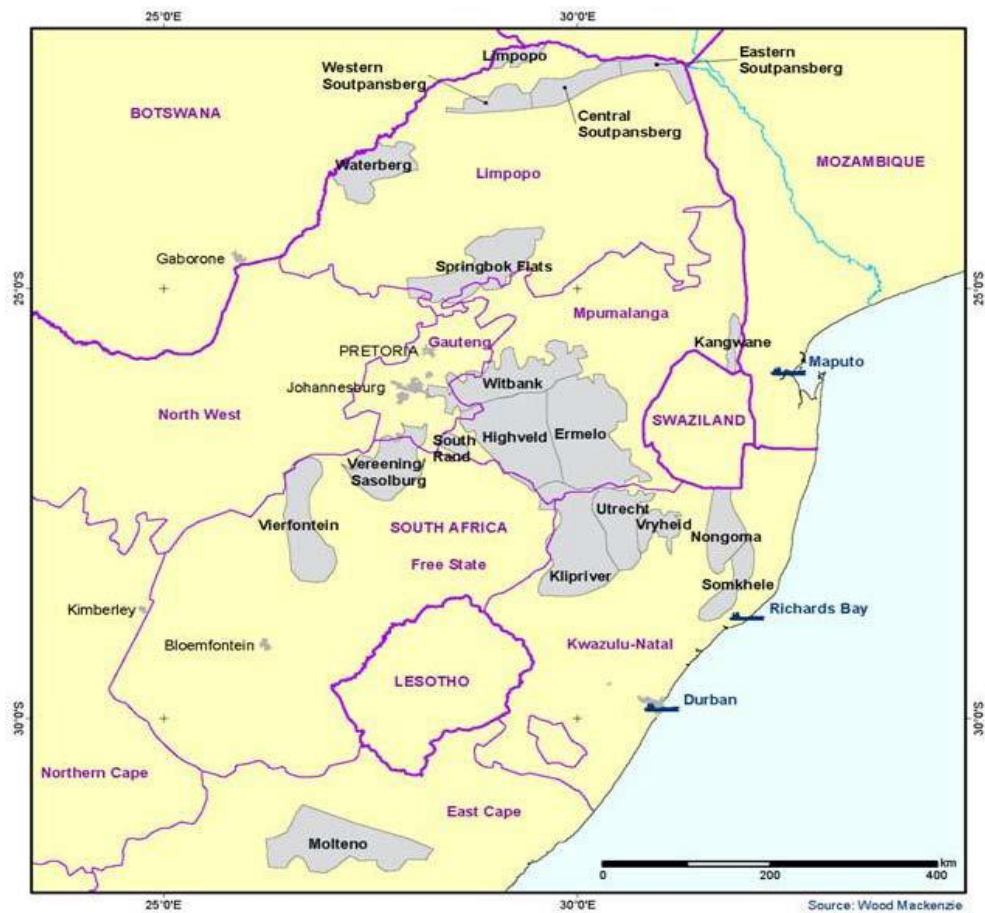 25°0'E
30°0'E
Limpopo
Eastern
Soutpansberg
Western
Soutpansberg
Central
Soutpansberg
BOTSWANA
MOZAMBIQUE
Waterberg
Limpopo
Gaborone
Springbok Flats
25°0'S
25°0'S
Mpumalanga
Gauteng
Kangwane
PRETORIA
Maputo
Johannesburg
Witbank
North West
SWAZILAND
South
Rand
Highveld
Ermelo
Vereening/
Sasolburg
Utrecht
Vryheid
Vierfontein
SOUTH AFRICA
Nongoma
Free State
Klipriver
Somkhele
Kimberley
Richards Bay
Bloemfontein
Kwazulu-Natal
LESOTHO
Durban
30°0'S
30°0'S
Northern Cape
East Cape
Molteno
km
0
200
400
25°0'E
30°0'E
Source: Wood Mackenzie